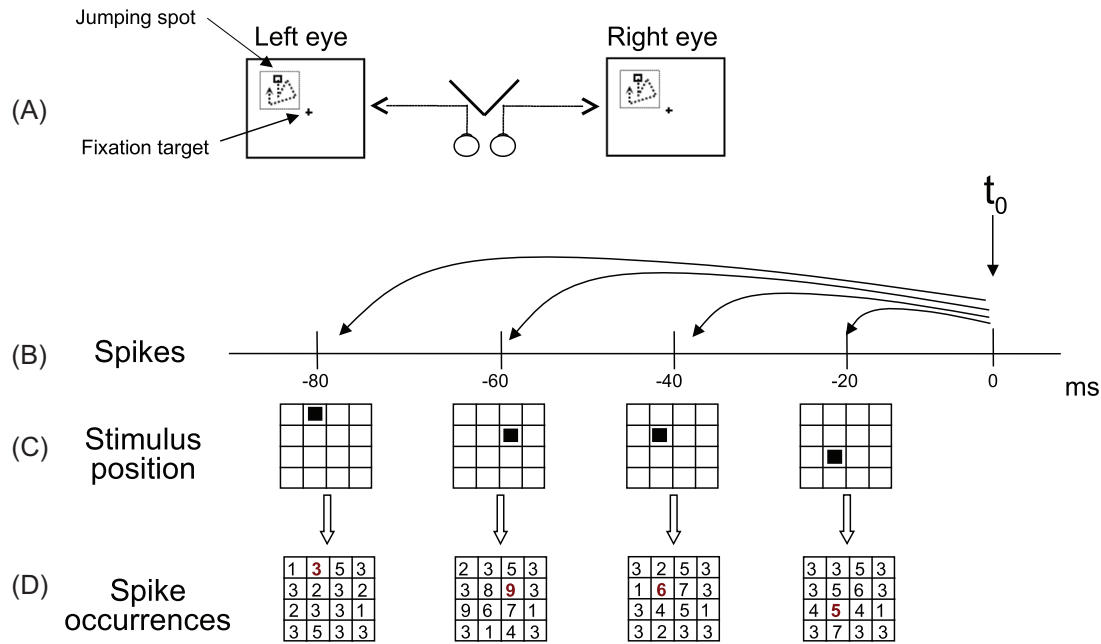 Jumping spot
Left eye
Right eye
(A)
Fixation target
t0
(B) Spikes
-80 -60 -40 -20 0
ms
(C) Stimulus position
(D) Spike occurrences
1 3 5 3 2 3 5 3 3 2 5 3 3 3 5 3
3 2 3 2 3 8 9 3 1 6 7 3 3 5 6 3
2 3 3 1 9 6 7 1 3 4 5 1 4 5 4 1
3 5 3 3 3 1 4 3 3 2 3 3 3 7 3 3